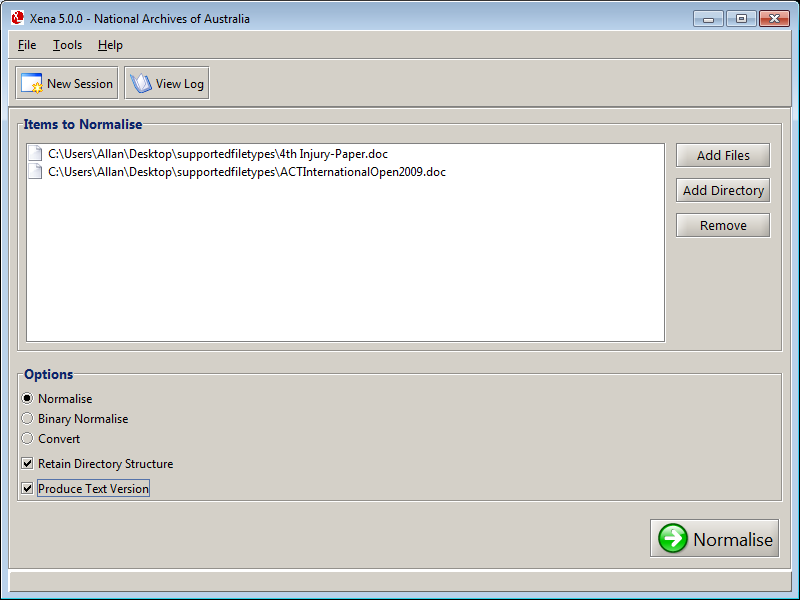 Xena 5.0.0 - National Archives of Australia
File Tools Help
New Session View Log
Items to Normalise
C:\Users\Allan\Desktop\supportedfiletypes\4th Injury-Paper.doc
C:\Users\Allan\Desktop\supportedfiletypes\ACTInternationalOpen2009.doc
Add Files
Add Directory
Remove
Options
Normalise
Binary Normalise
Convert
Retain Directory Structure
Produce Text Version
Normalise